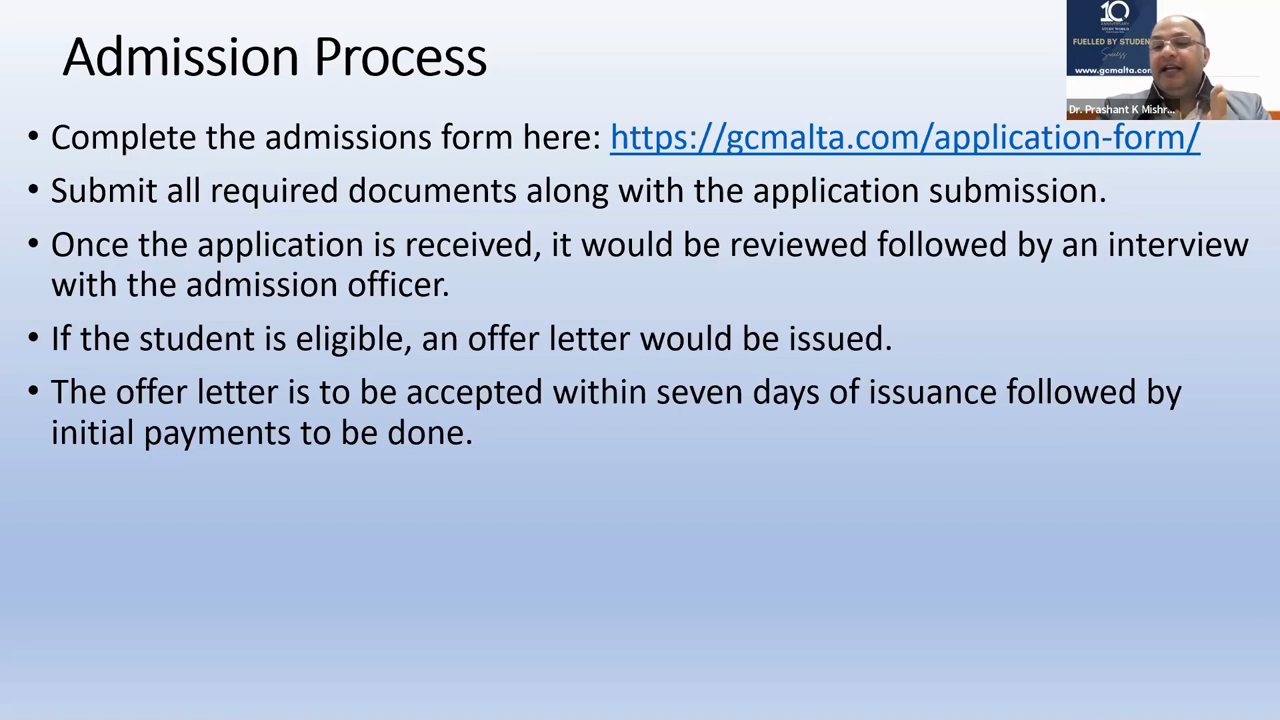 Admission Process
• Complete the admissions form here: https://gcmalta.com/application-form/
• Submit all required documents along with the application submission.
• Once the application is received, it would be reviewed followed by an interview
with the admission officer.
• If the student is eligible, an offer letter would be issued.
• The offer letter is to be accepted within seven days of issuance followed by
initial payments to be done.
10
FUELLED BY STUDEN
Success
www.gcmalta.com
Dr. Prashant K Mishr...